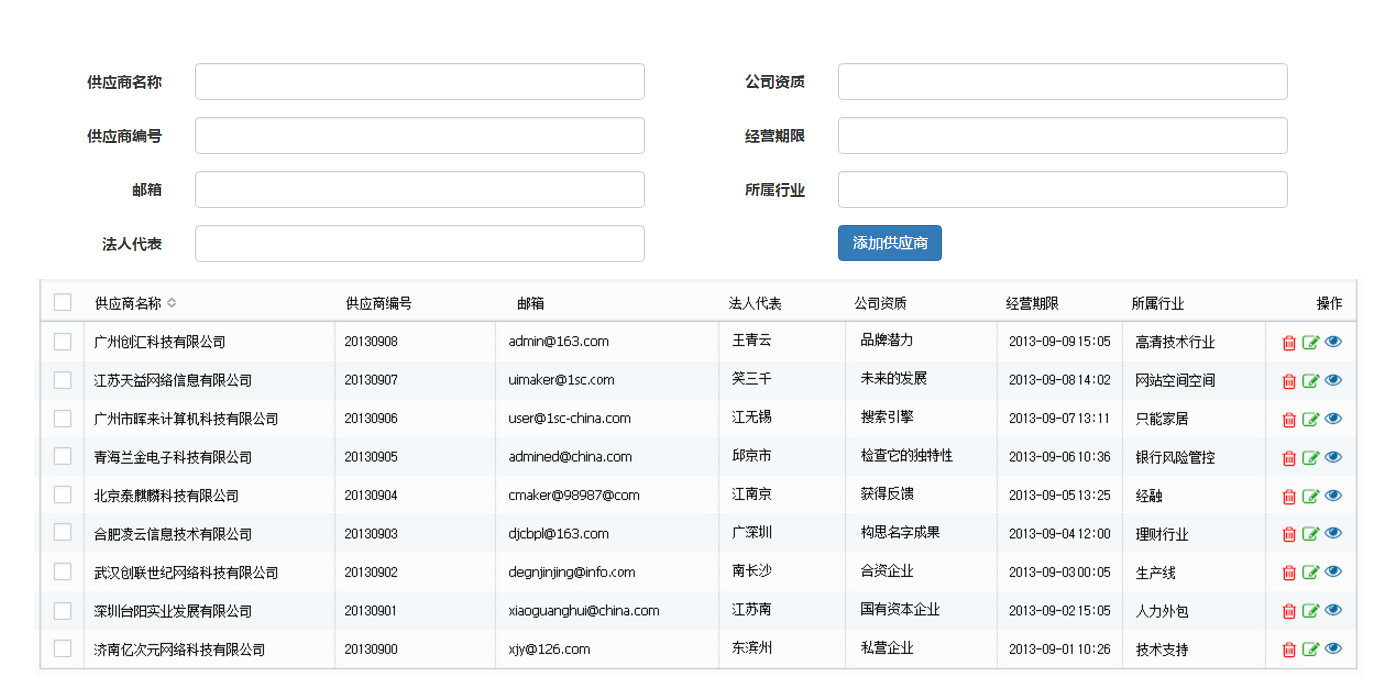 供应商名称 公司资质
供应商编号 经营期限
邮箱 所属行业
法人代表 添加供应商
供应商名称 供应商编号 邮箱 法人代表 公司资质 经营期限 所属行业 操作
广州创汇科技有限公司 20130908 admin@163.com 王青云 品牌潜力 2013-09-09 15:05 高清技术行业
江苏天益网络信息有限公司 20130907 uimaker@1sc.com 笑三千 未来的发展 2013-09-08 14:02 网站空间空间
广州市晖来计算机科技有限公司 20130906 user@1sc-china.com 江无锡 搜索引擎 2013-09-07 13:11 只能家居
青海兰金电子科技有限公司 20130905 admined@china.com 邱京市 检查它的独特性 2013-09-06 10:36 银行风险管控
北京泰麒麟科技有限公司 20130904 cmaker@98987@com 江南京 获得反馈 2013-09-05 13:25 经融
合肥凌云信息技术有限公司 20130903 djcbpl@163.com 广深圳 构思名字成果 2013-09-04 12:00 理财行业
武汉创联世纪网络科技有限公司 20130902 degnjinjing@info.com 南长沙 合资企业 2013-09-03 00:05 生产线
深圳台阳实业发展有限公司 20130901 xiaoguanghui@china.com 江苏南 国有资本企业 2013-09-02 15:05 人力外包
济南亿次元网络科技有限公司 20130900 xjy@126.com 东滨州 私营企业 2013-09-01 10:26 技术支持